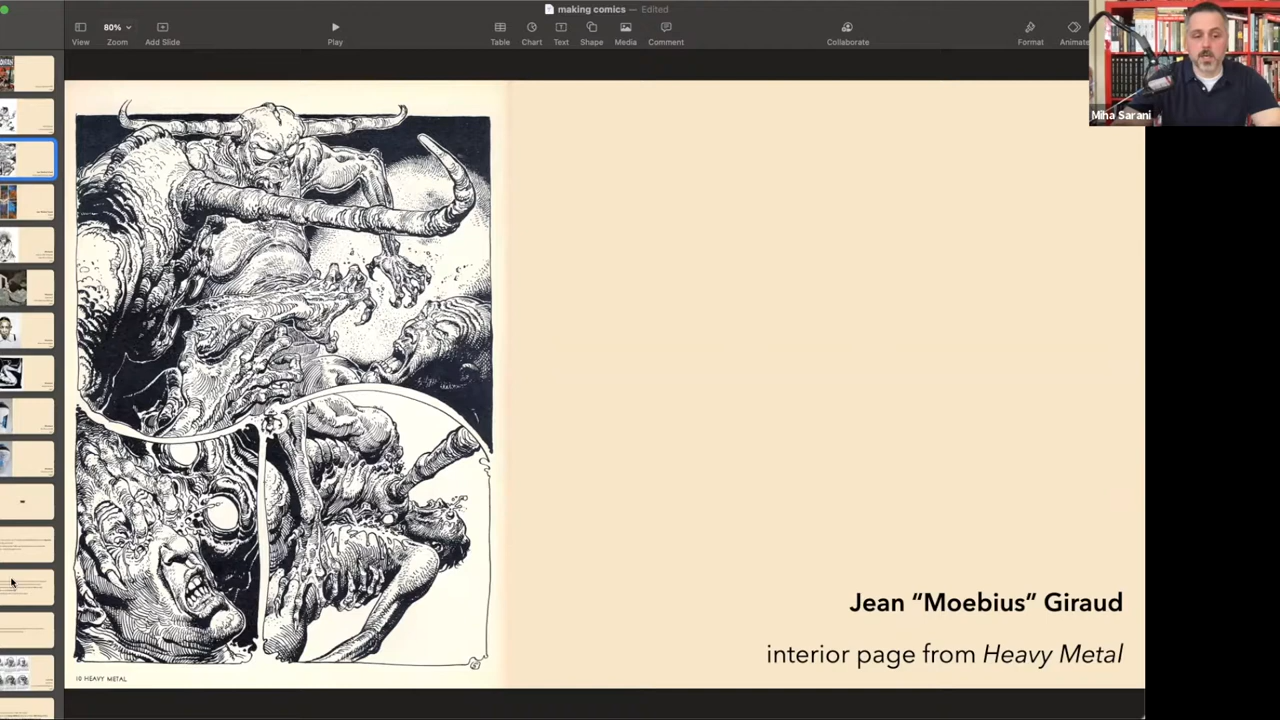 making comics — Edited
80%
View
Zoom
Add Slide
Play
Table
Chart
Text
Shape
Media
Comment
Collaborate
Format
Animate
Miha Sarani
Jean “Moebius” Giraud
interior page from Heavy Metal
10 HEAVY METAL